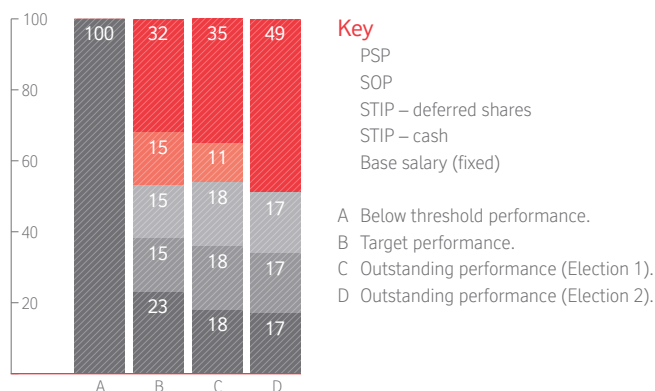 100
80
60
40
20
100
32
35
49
15
11
15
18
17
15
18
17
23
18
17
A
B
C
D
Key
PSP
SOP
STIP – deferred shares
STIP – cash
Base salary (fixed)
A Below threshold performance.
B Target performance.
C Outstanding performance (Election 1).
D Outstanding performance (Election 2).